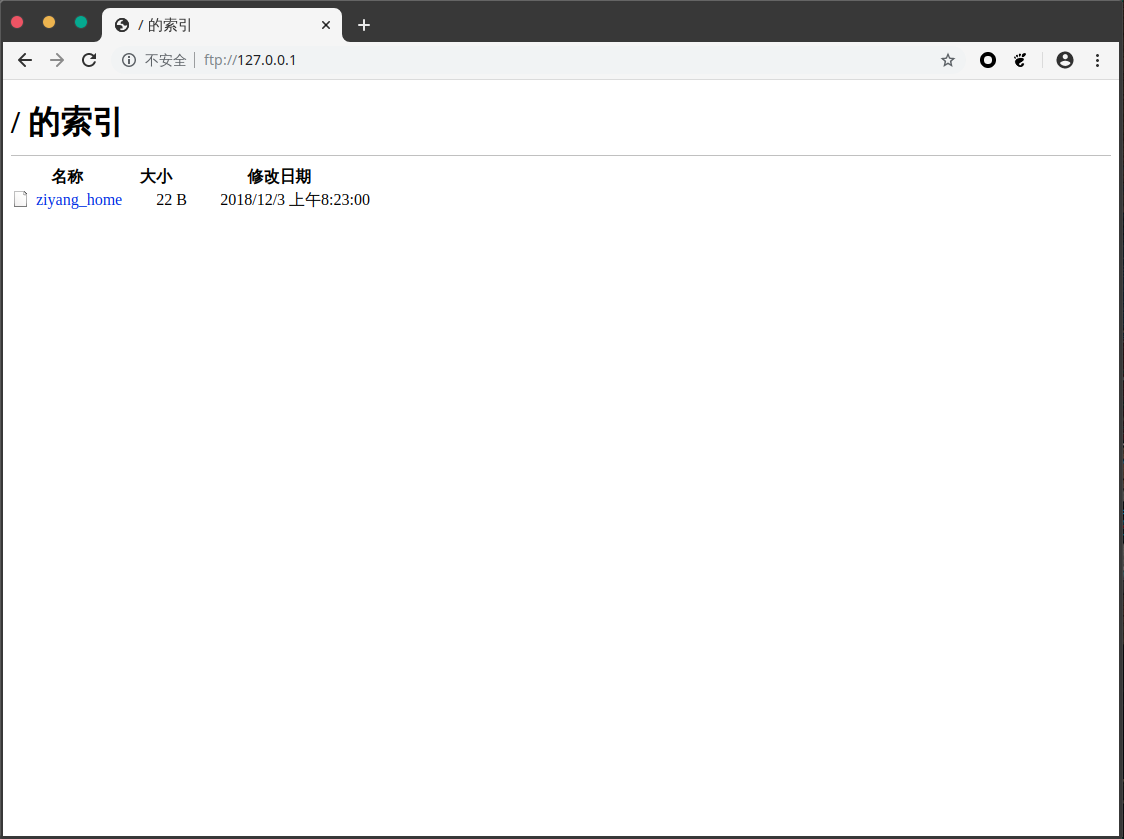 / 的索引
不安全 ftp://127.0.0.1
/ 的索引
名称 大小 修改日期
ziyang_home 22 B 2018/12/3 上午8:23:00